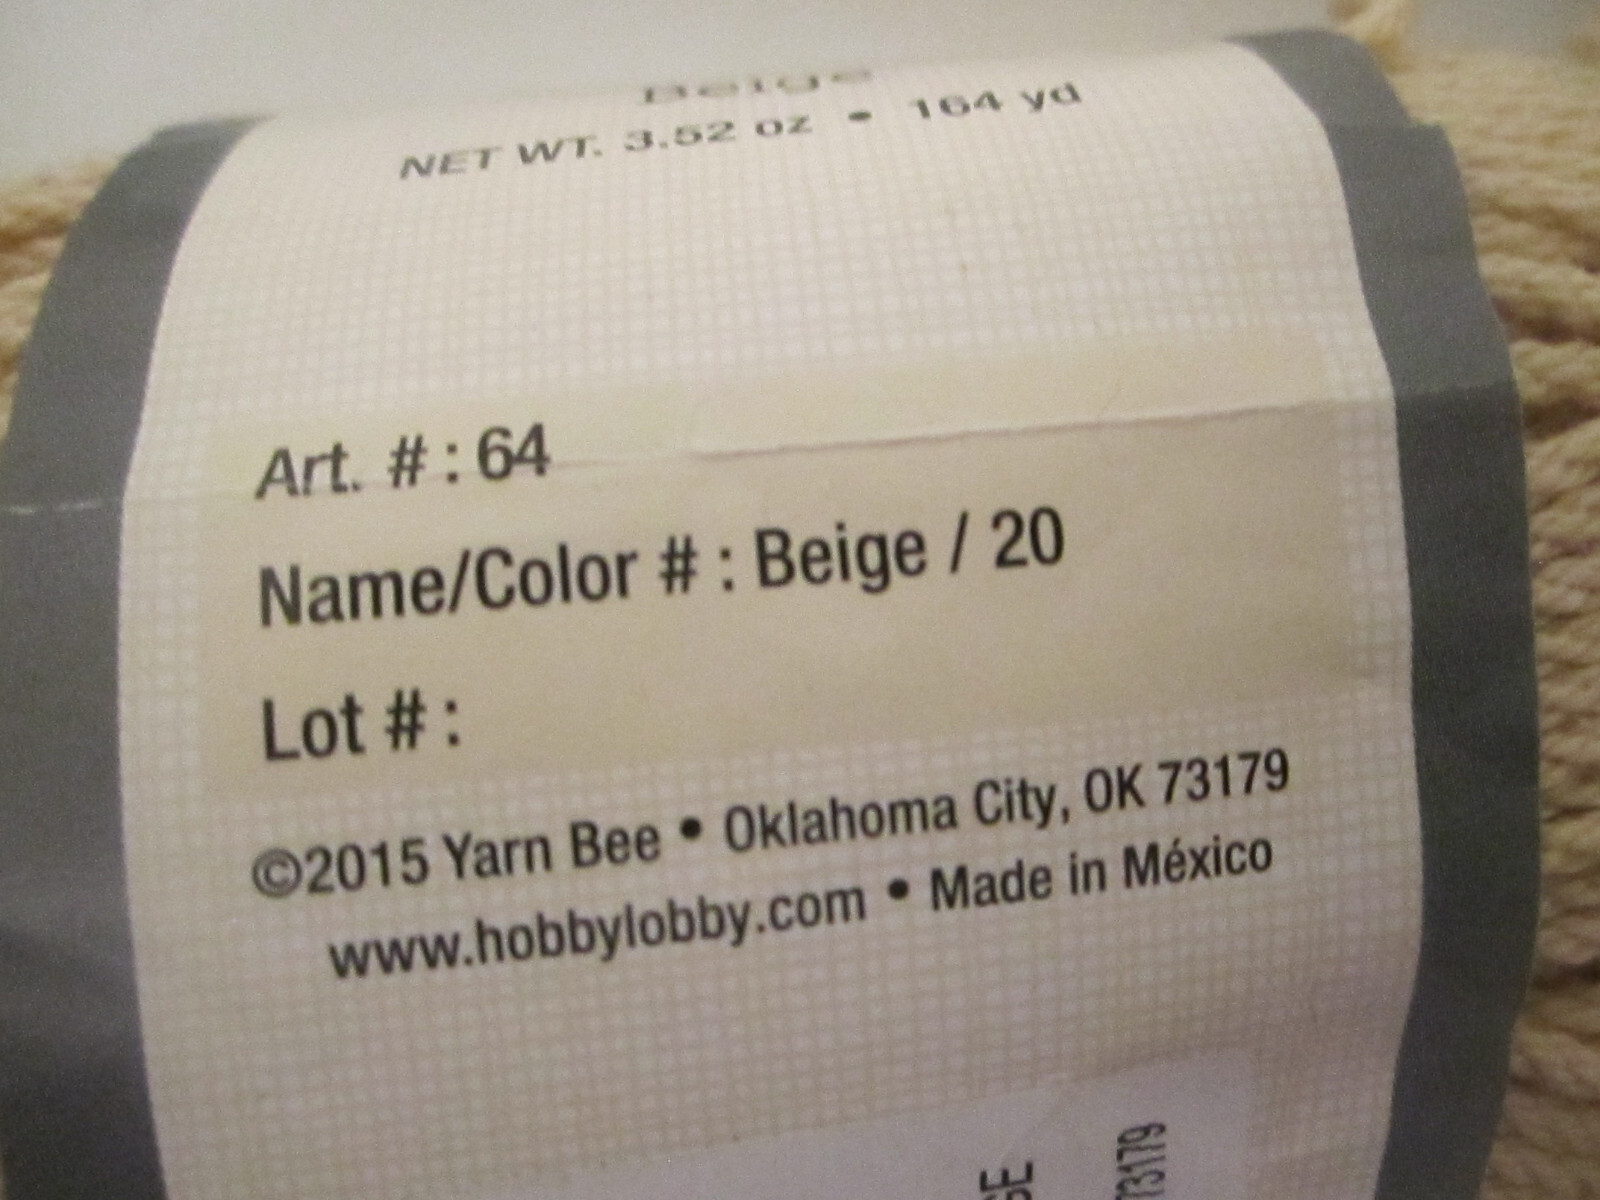 Beige
NET WT. 3.52 oz • 164 yd
Art. # : 64
Name/Color # : Beige / 20
Lot # :
©2015 Yarn Bee • Oklahoma City, OK 73179
www.hobbylobby.com • Made in México
73179